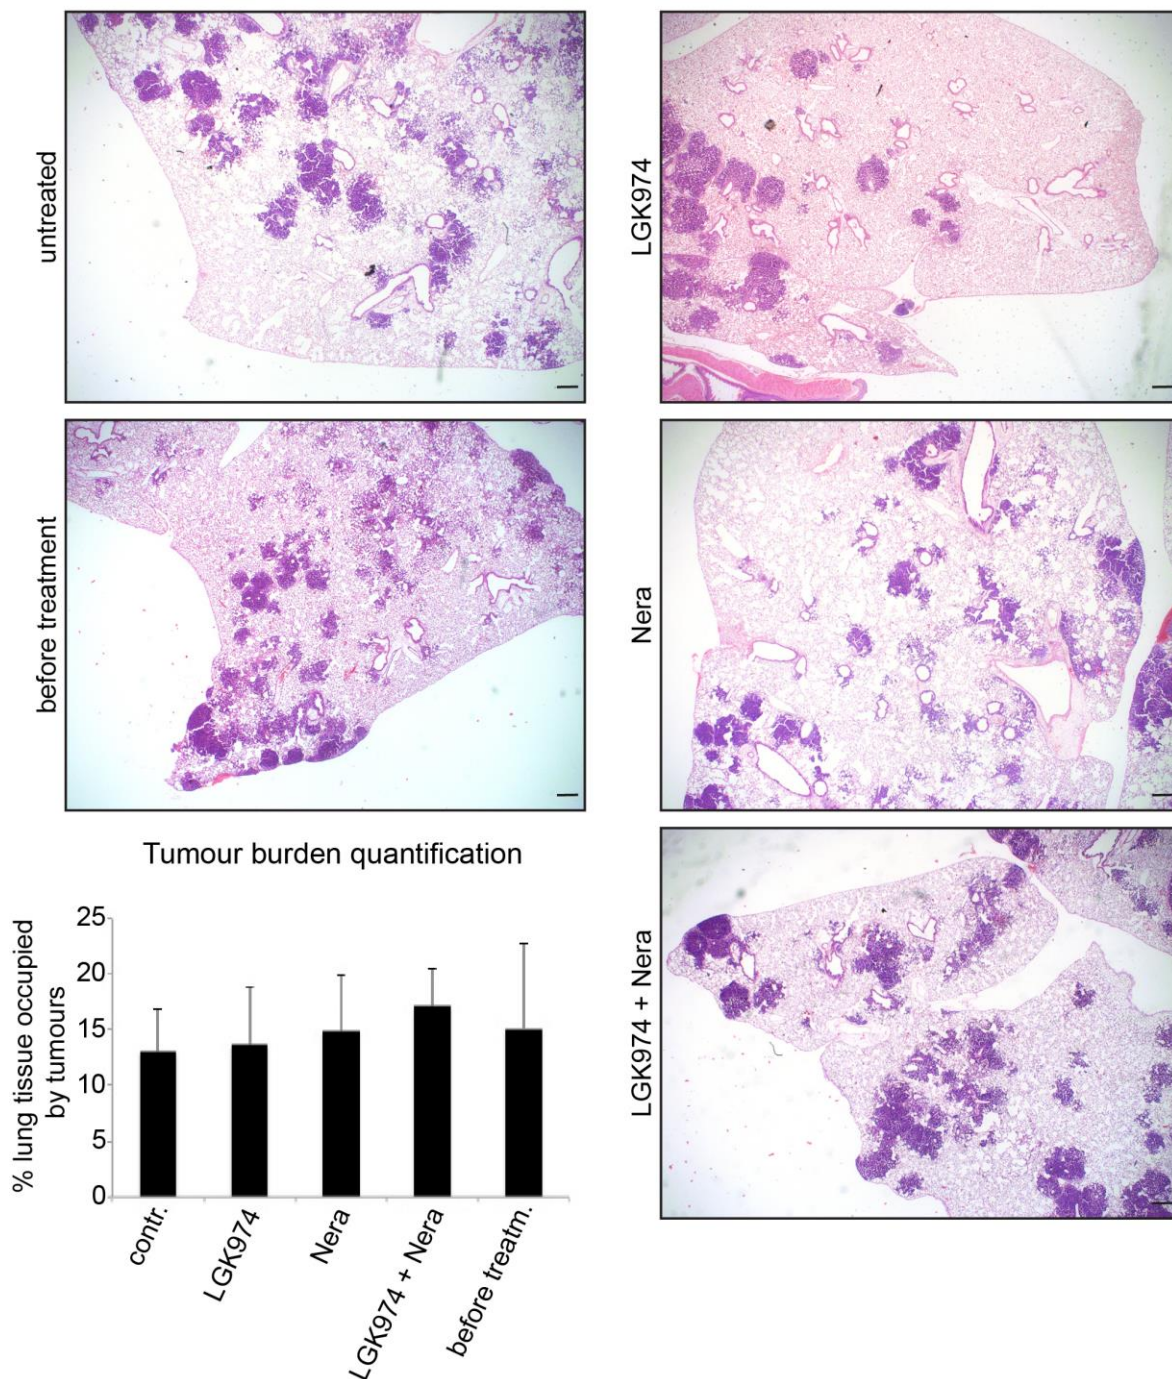 untreated
LGK974
before treatment
Nera
LGK974 + Nera
Tumour burden quantification
% lung tissue occupied
by tumours
25
20
15
10
5
0
contr.
LGK974
Nera
LGK974 + Nera
before treatm.